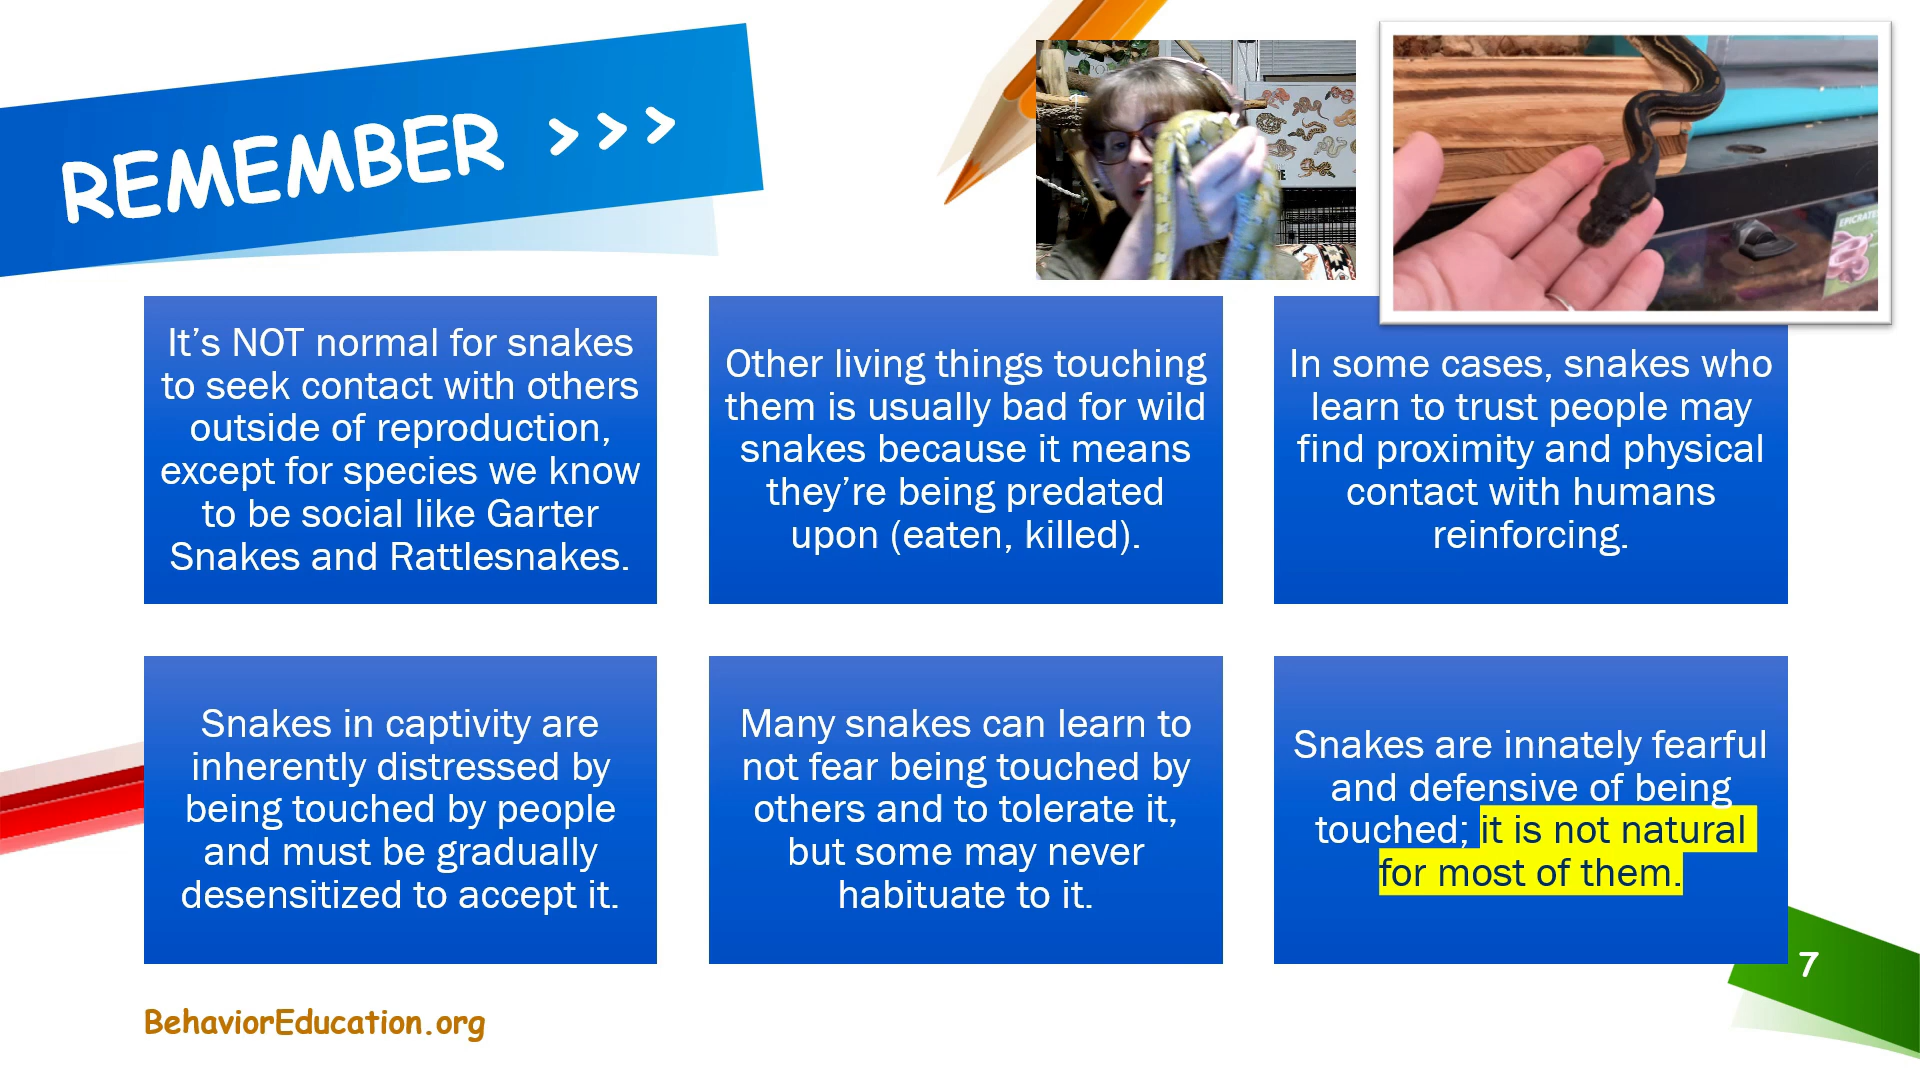 REMEMBER >>>
It’s NOT normal for snakes
to seek contact with others
outside of reproduction,
except for species we know
to be social like Garter
Snakes and Rattlesnakes.
Other living things touching
them is usually bad for wild
snakes because it means
they’re being predated
upon (eaten, killed).
In some cases, snakes who
learn to trust people may
find proximity and physical
contact with humans
reinforcing.
Snakes in captivity are
inherently distressed by
being touched by people
and must be gradually
desensitized to accept it.
Many snakes can learn to
not fear being touched by
others and to tolerate it,
but some may never
habituate to it.
Snakes are innately fearful
and defensive of being
touched; it is not natural
for most of them.
7
BehaviorEducation.org